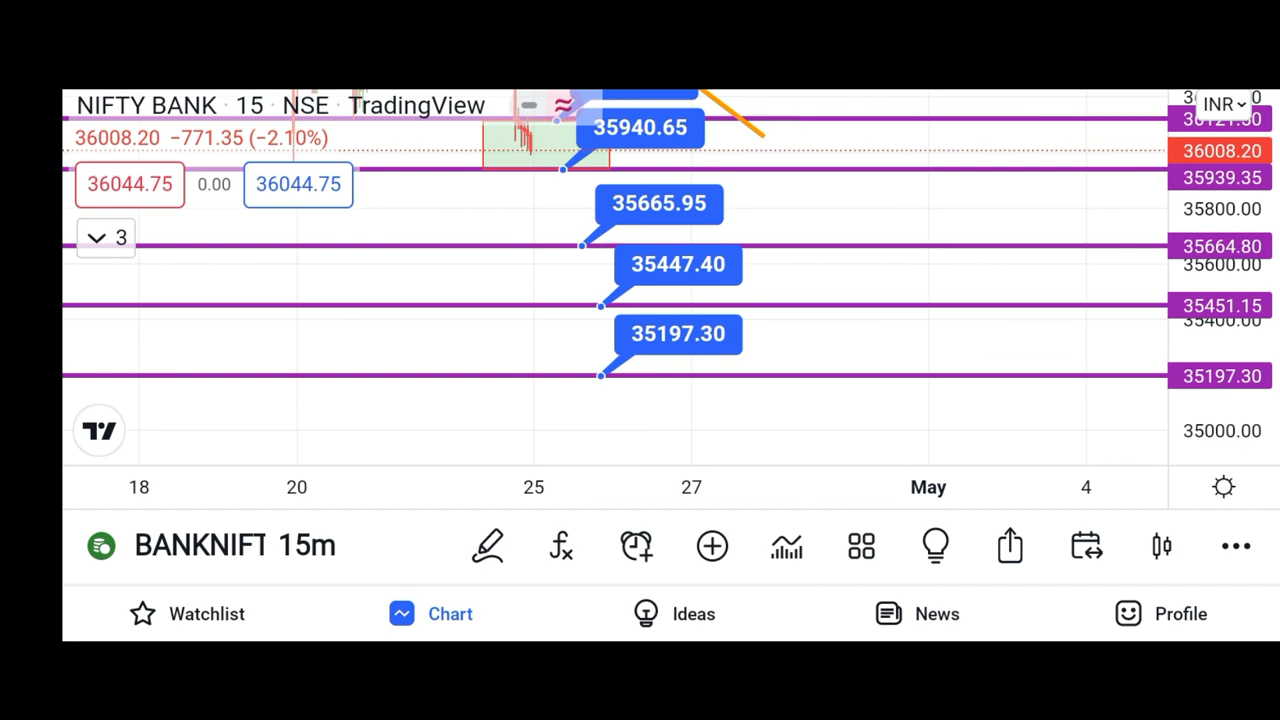 NIFTY BANK · 15 · NSE · TradingView
INR
36008.20 −771.35 (−2.10%)
36044.75 0.00 36044.75
3
35940.65
35665.95
35447.40
35197.30
36008.20
35939.35
35800.00
35664.80
35600.00
35451.15
35400.00
35197.30
35000.00
18 20 25 27 May 4
BANKNIFT 15m
Watchlist Chart Ideas News Profile